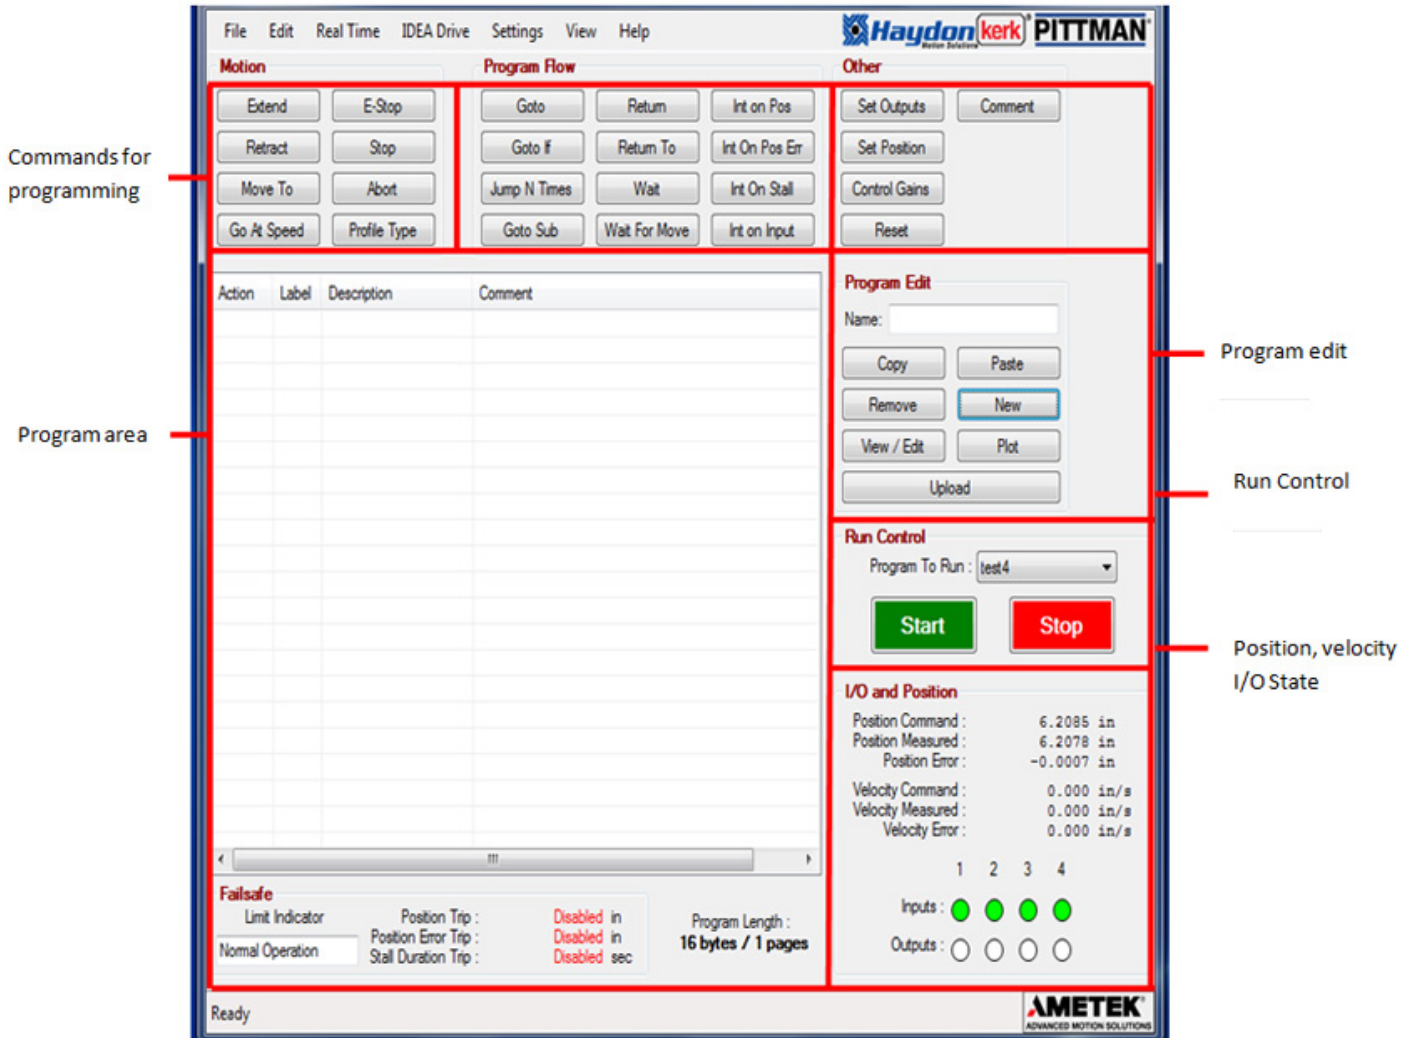 File Edit Real Time IDEA Drive Settings View Help
Haydon kerk PITTMAN
Motion Solutions
Motion Program Flow Other
Extend E-Stop Goto Return Int on Pos Set Outputs Comment
Retract Stop Goto If Return To Int On Pos Err Set Position
Move To Abort Jump N Times Wait Int On Stall Control Gains
Go At Speed Profile Type Goto Sub Wait For Move Int on Input Reset
Commands for
programming
Action Label Description Comment
Program area
Program Edit
Name:
Copy Paste
Remove New
View / Edit Plot
Upload
Program edit
Run Control
Run Control
Program To Run : test4
Start Stop
Position, velocity
I/O State
I/O and Position
Position Command : 6.2085 in
Position Measured : 6.2078 in
Position Error : -0.0007 in
Velocity Command : 0.000 in/s
Velocity Measured : 0.000 in/s
Velocity Error : 0.000 in/s
1 2 3 4
Inputs :
Outputs :
Failsafe
Limit Indicator
Normal Operation
Position Trip : Disabled in
Position Error Trip : Disabled in
Stall Duration Trip : Disabled sec
Program Length :
16 bytes / 1 pages
Ready
AMETEK
ADVANCED MOTION SOLUTIONS